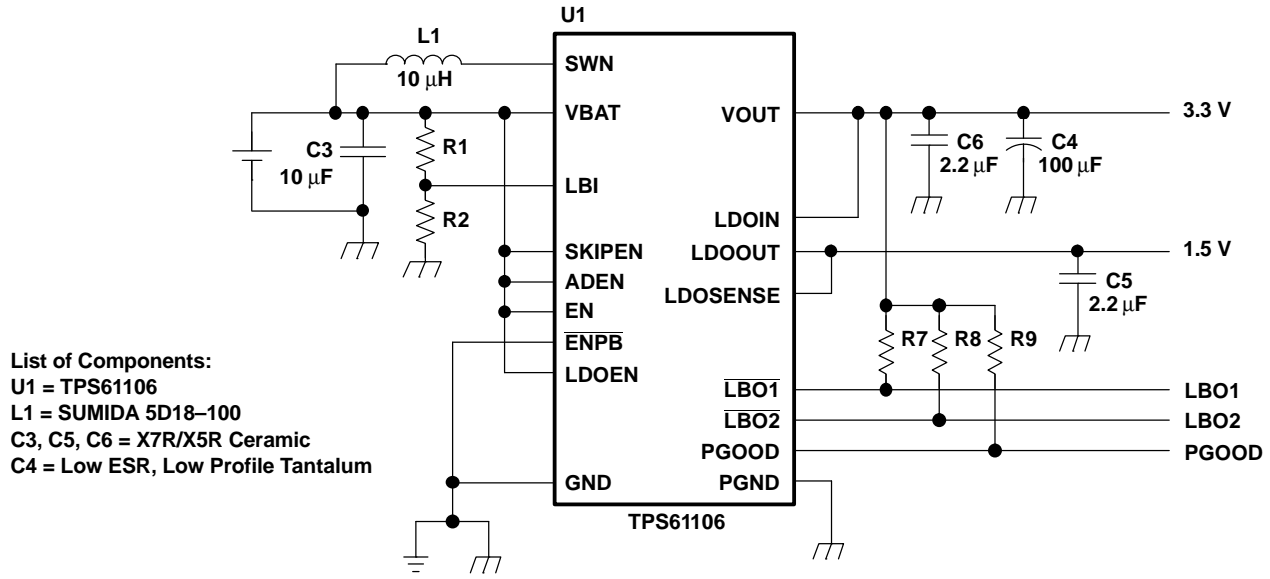 U1
L1
10 μH
SWN
VBAT
VOUT
3.3 V
C3
10 μF
R1
C6
2.2 μF
C4
100 μF
LBI
R2
LDOIN
SKIPEN
LDOOUT
1.5 V
ADEN
LDOSENSE
C5
2.2 μF
EN
ENPB
R7
R8
R9
LDOEN
List of Components:
U1 = TPS61106
L1 = SUMIDA 5D18–100
C3, C5, C6 = X7R/X5R Ceramic
C4 = Low ESR, Low Profile Tantalum
LBO1
LBO1
LBO2
LBO2
PGOOD
PGOOD
GND
PGND
TPS61106